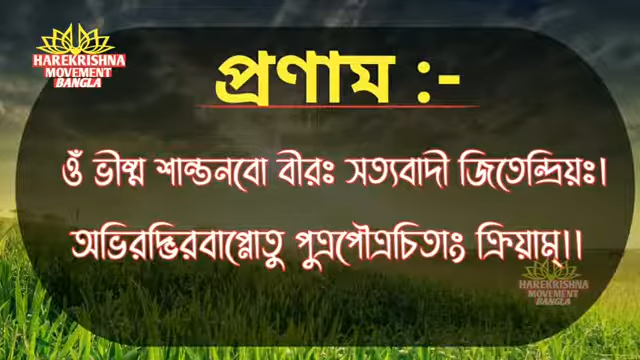 HAREKRISHNA
MOVEMENT
BANGLA
প্রণাম :-
ওঁ ভীষ্ম শান্তনবো বীরঃ সত্যবাদী জিতেন্দ্রিয়ঃ।
অভিরদ্ভিরবাপ্নোতু পুত্রপৌত্রচিতাং ক্রিয়াম্।।
HAREKRISHNA
MOVEMENT
BANGLA